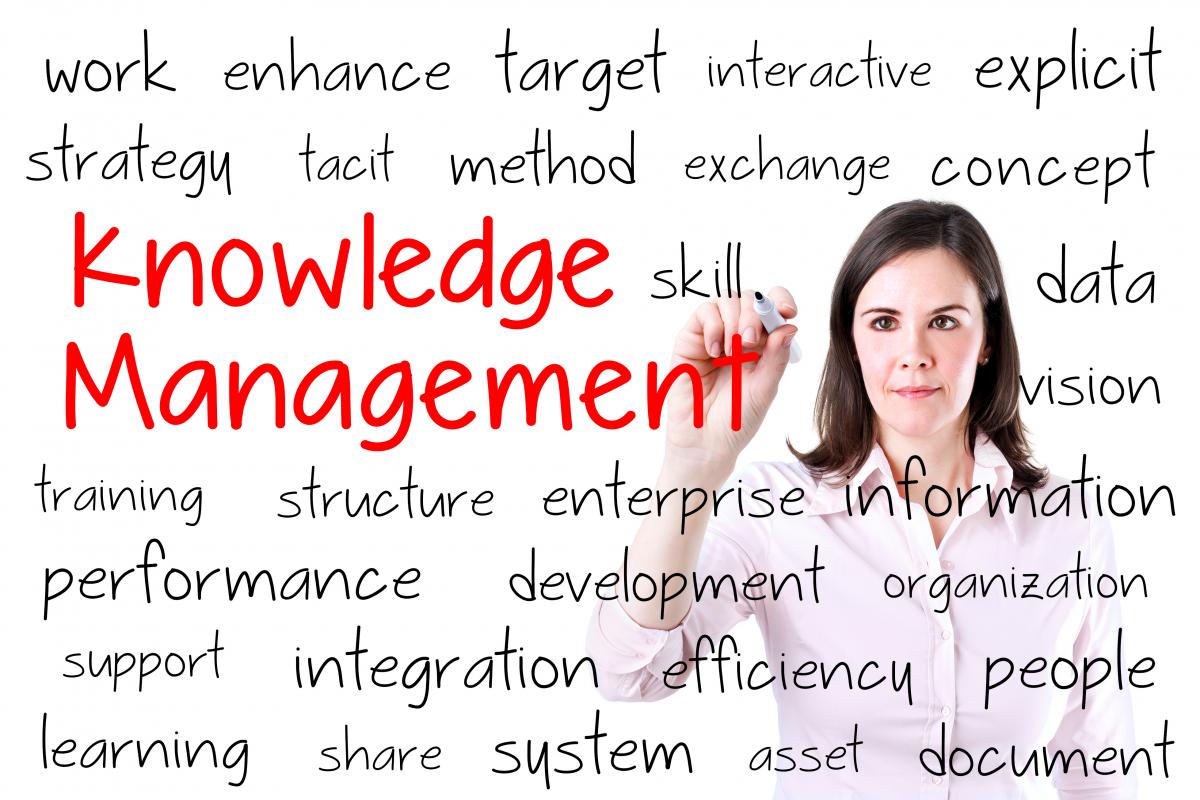 work enhance target interactive explicit
strategy tacit method exchange concept
Knowledge skill data
Management vision
training structure enterprise information
performance development organization
support integration efficiency people
learning share system asset document